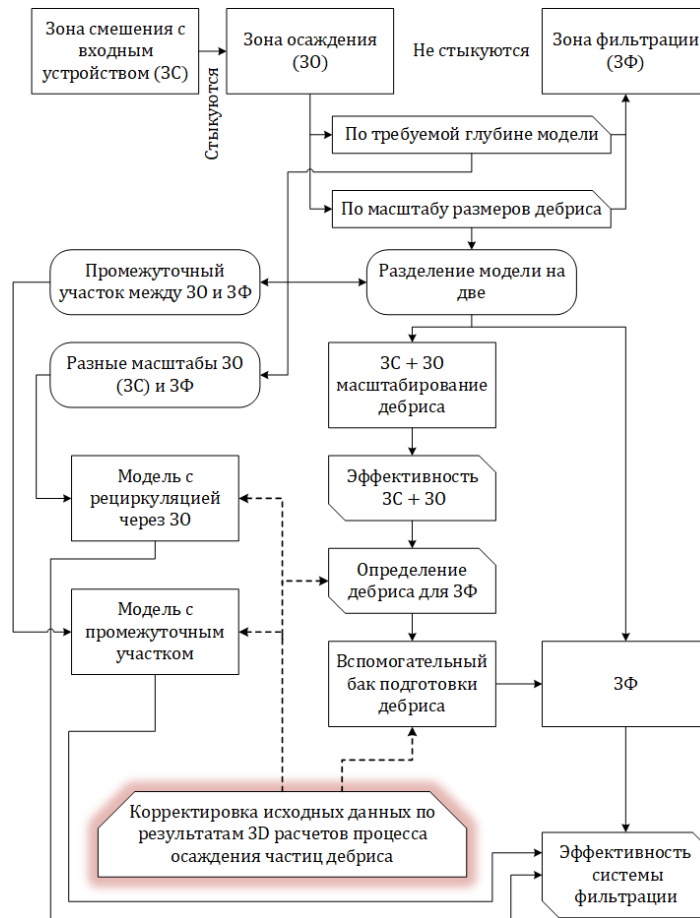 Зона смешения с
входным
устройством (ЗС)
Зона осаждения
(ЗО)
Не стыкуются
Зона фильтрации
(ЗФ)
Стыкуются
По требуемой глубине модели
По масштабу размеров дебриса
Промежуточный
участок между ЗО и ЗФ
Разделение модели на
две
Разные масштабы ЗО
(ЗС) и ЗФ
ЗС + ЗО
масштабирование
дебриса
Модель с
рециркуляцией
через ЗО
Эффективность
ЗС + ЗО
Определение
дебриса для ЗФ
Модель с
промежуточным
участком
Вспомогательный
бак подготовки
дебриса
ЗФ
Корректировка исходных данных по
результатам 3D расчетов процесса
осаждения частиц дебриса
Эффективность
системы
фильтрации